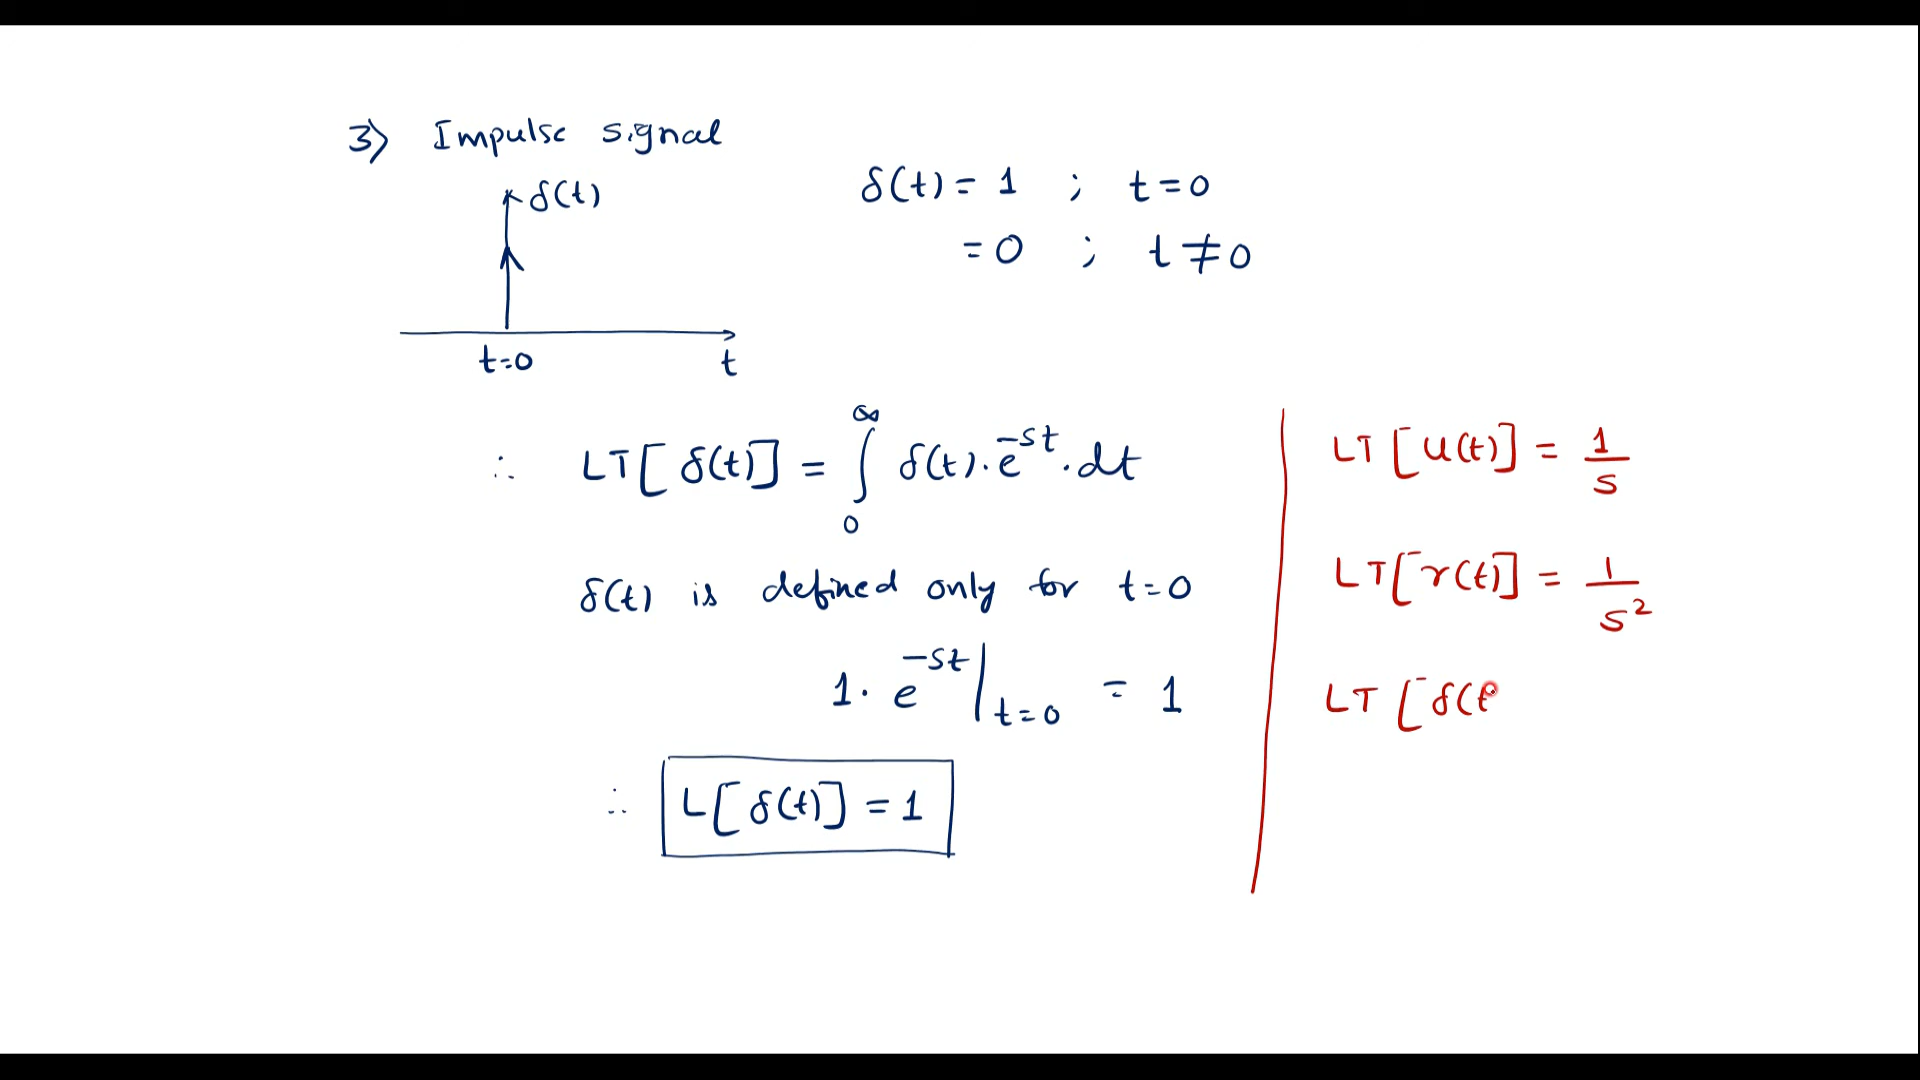 3) Impulse signal
δ(t)
t=0
t
δ(t) = 1 ; t=0
=0 ; t≠0
∴ LT[δ(t)] = ∫₀^∞ δ(t).e^-st.dt
δ(t) is defined only for t=0
1. e^-st|t=0 = 1
∴ L[δ(t)] = 1
LT [u(t)] = 1/s
LT[r(t)] = 1/s²
LT [δ(t